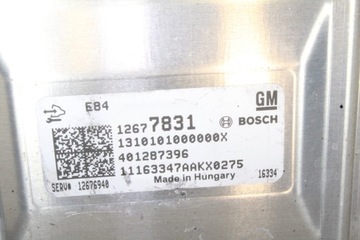 E84
GM
12677831
BOSCH
1310101000000X
401287396
11163347AAKX0275
Made in Hungary
SERV# 12676940
16334